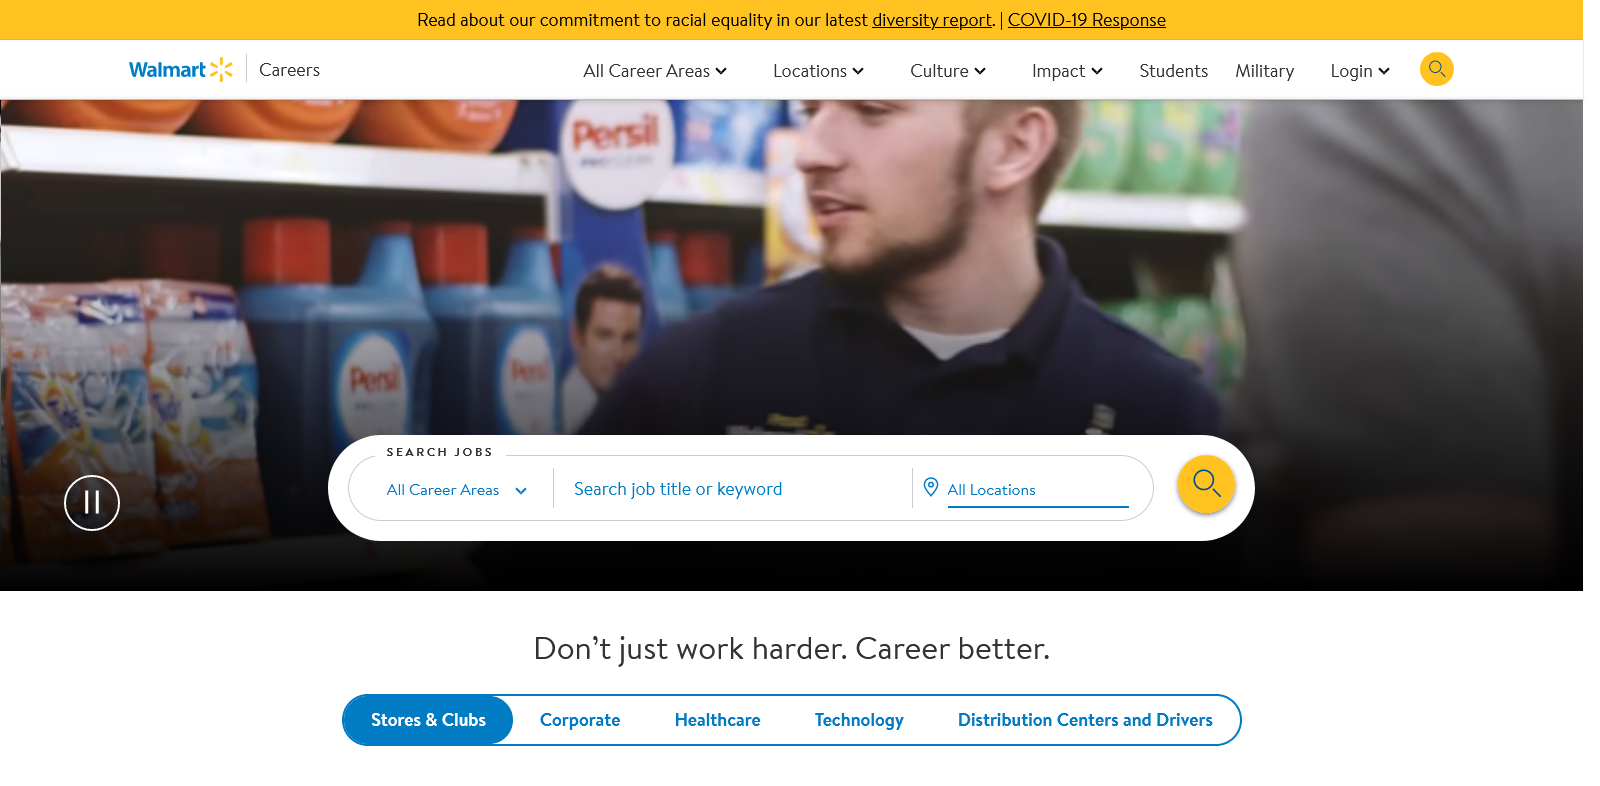 Read about our commitment to racial equality in our latest diversity report. | COVID-19 Response
Walmart Careers All Career Areas Locations Culture Impact Students Military Login
Persil
Persil
Persil
SEARCH JOBS
All Career Areas Search job title or keyword All Locations
Don’t just work harder. Career better.
Stores & Clubs Corporate Healthcare Technology Distribution Centers and Drivers